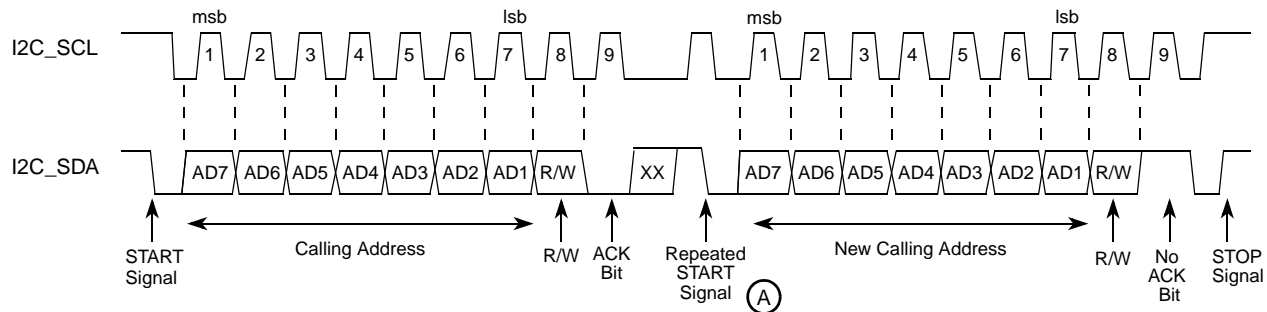 msb lsb msb lsb
I2C_SCL 1 2 3 4 5 6 7 8 9 1 2 3 4 5 6 7 8 9
I2C_SDA AD7 AD6 AD5 AD4 AD3 AD2 AD1 R/W XX AD7 AD6 AD5 AD4 AD3 AD2 AD1 R/W
START
Signal
Calling Address
R/W
ACK
Bit
Repeated
START
Signal
A
New Calling Address
R/W
No
ACK
Bit
STOP
Signal